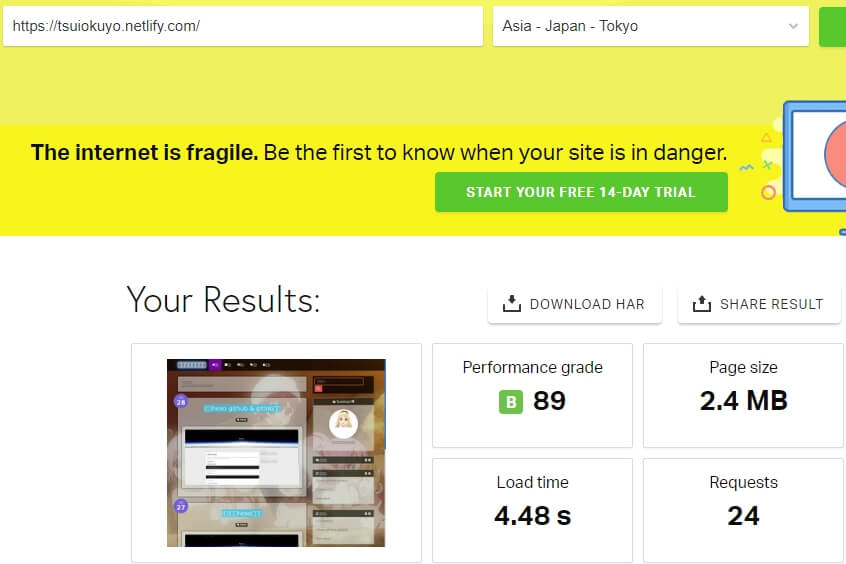 https://tsuiokuyo.netlify.com/
Asia - Japan - Tokyo
The internet is fragile. Be the first to know when your site is in danger.
START YOUR FREE 14-DAY TRIAL
Your Results:
DOWNLOAD HAR
SHARE RESULT
Performance grade
B 89
Page size
2.4 MB
28
27
Load time
4.48 s
Requests
24